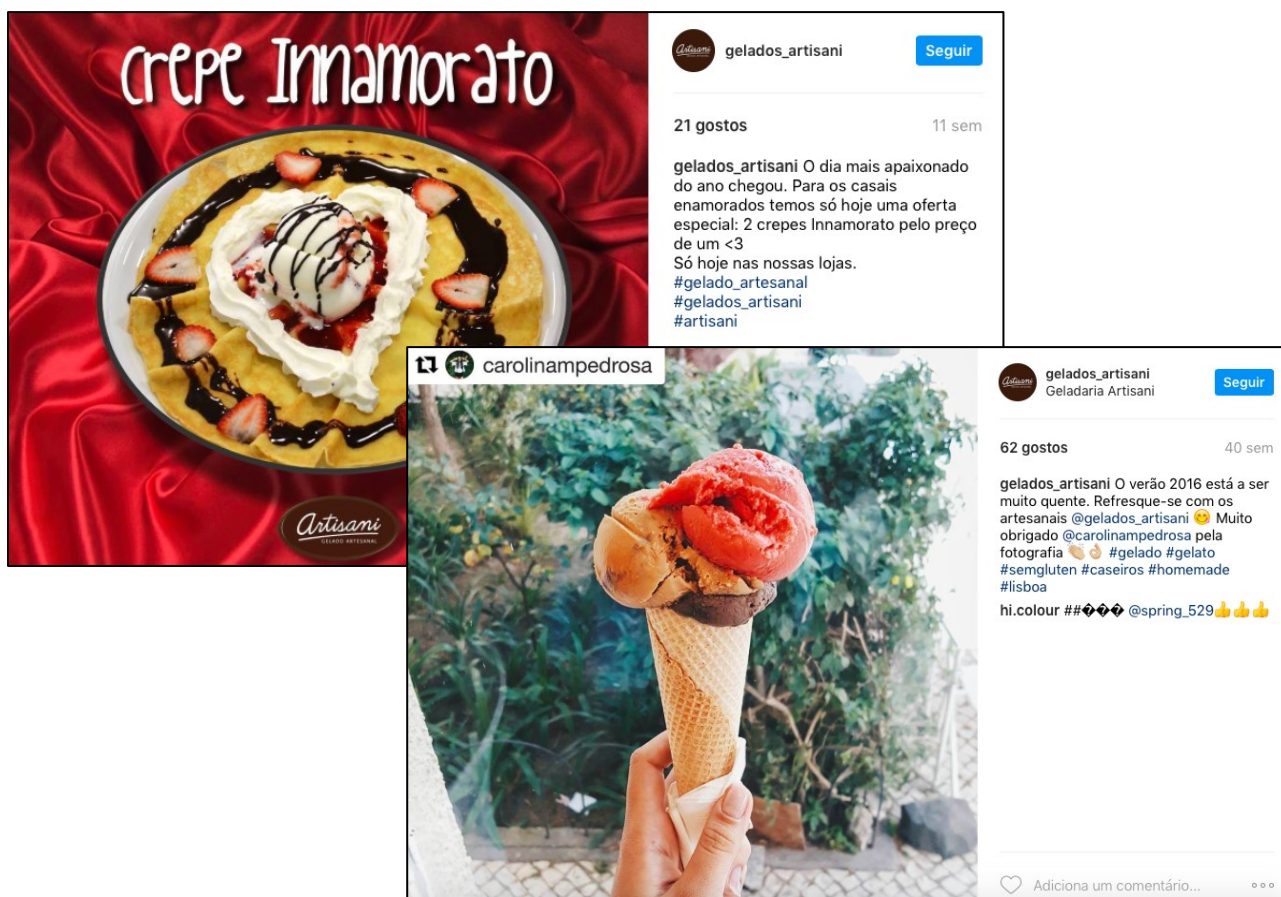 Crepe Innamorato
Artisani
GELADO ARTESANAL
Artisani
gelados_artisani
Seguir
21 gostos
11 sem
gelados_artisani O dia mais apaixonado
do ano chegou. Para os casais
enamorados temos só hoje uma oferta
especial: 2 crepes Innamorato pelo preço
de um <3
Só hoje nas nossas lojas.
#gelado_artesanal
#gelados_artisani
#artisani
carolinampedrosa
Artisani
gelados_artisani
Geladaria Artisani
Seguir
62 gostos
40 sem
gelados_artisani O verão 2016 está a ser
muito quente. Refresque-se com os
artesanais @gelados_artisani 😋 Muito
obrigado @carolinampedrosa pela
fotografia 👏🏻👌🏻 #gelado #gelato
#semgluten #caseiros #homemade
#lisboa
hi.colour ##��� @spring_529👍👍👍
Adiciona um comentário...